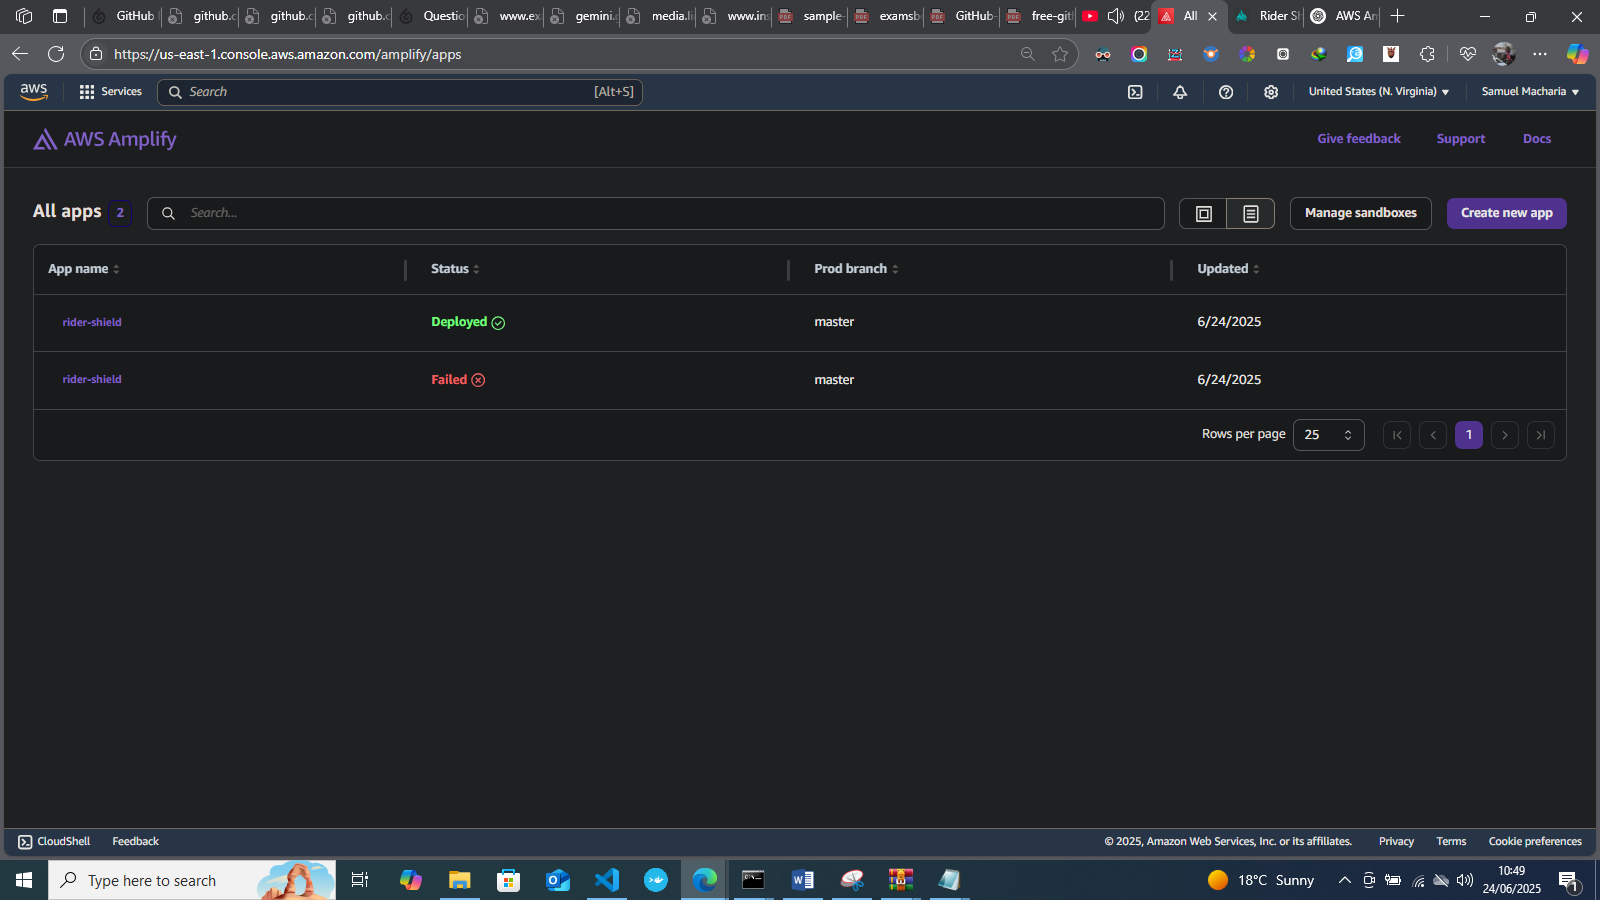 GitHub
github.c
github.c
github.c
Questio
www.ex
gemini.
media.li
www.ins
sample-
examsb
GitHub-
free-git
(22
All
Rider Sh
AWS Am
https://us-east-1.console.aws.amazon.com/amplify/apps
aws
Services
Search
[Alt+S]
United States (N. Virginia)
Samuel Macharia
AWS Amplify
Give feedback
Support
Docs
All apps 2
Search...
Manage sandboxes
Create new app
App name
Status
Prod branch
Updated
rider-shield
Deployed
master
6/24/2025
rider-shield
Failed
master
6/24/2025
Rows per page
25
1
CloudShell
Feedback
© 2025, Amazon Web Services, Inc. or its affiliates.
Privacy
Terms
Cookie preferences
Type here to search
18°C Sunny
10:49
24/06/2025
1